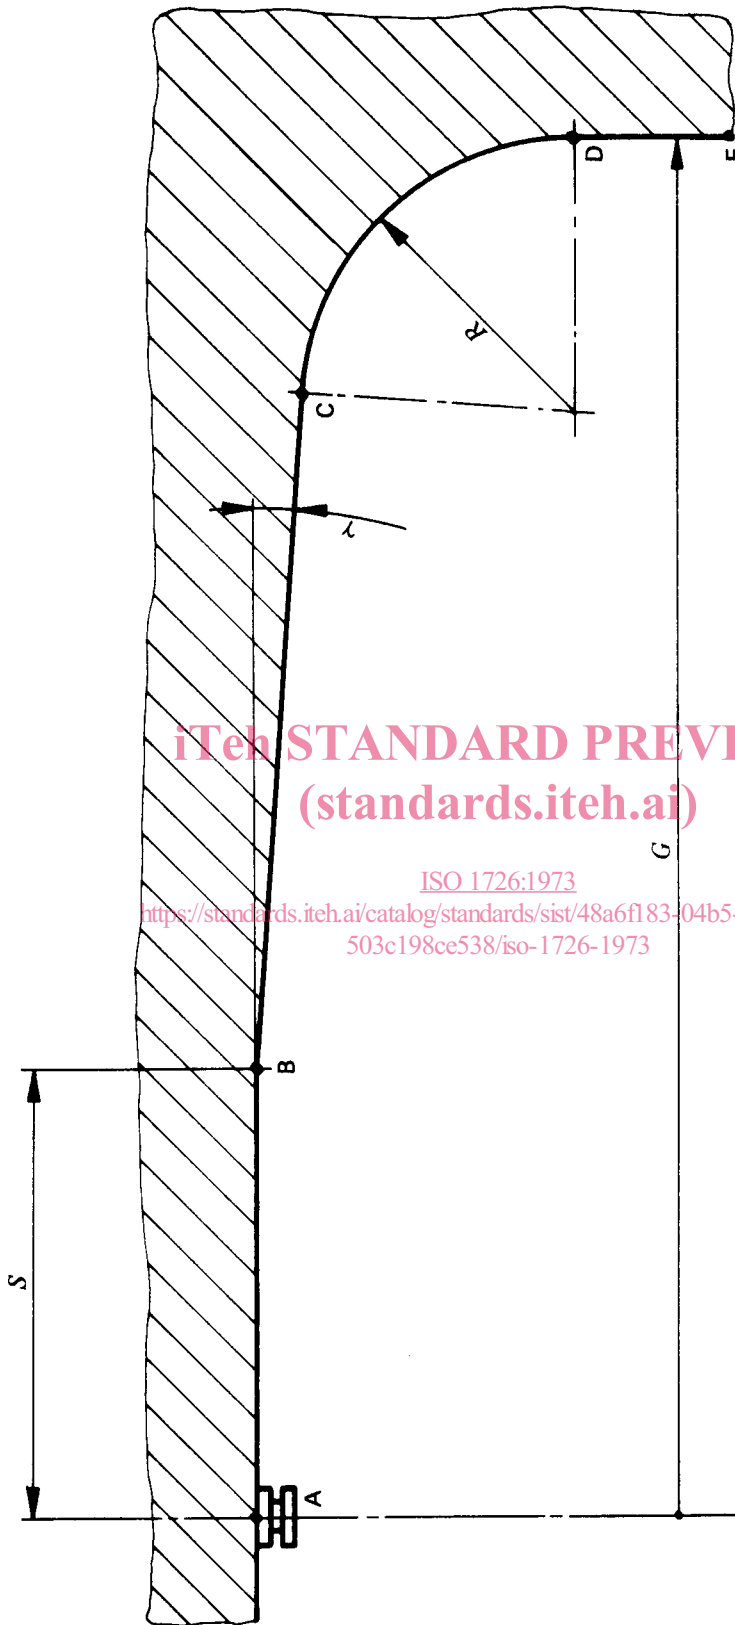 D
E
R
C
γ
iTeh STANDARD PREVI
(standards.iteh.ai)
G
ISO 1726:1973
https://standards.iteh.ai/catalog/standards/sist/48a6f183-04b5-
503c198ce538/iso-1726-1973
B
S
A